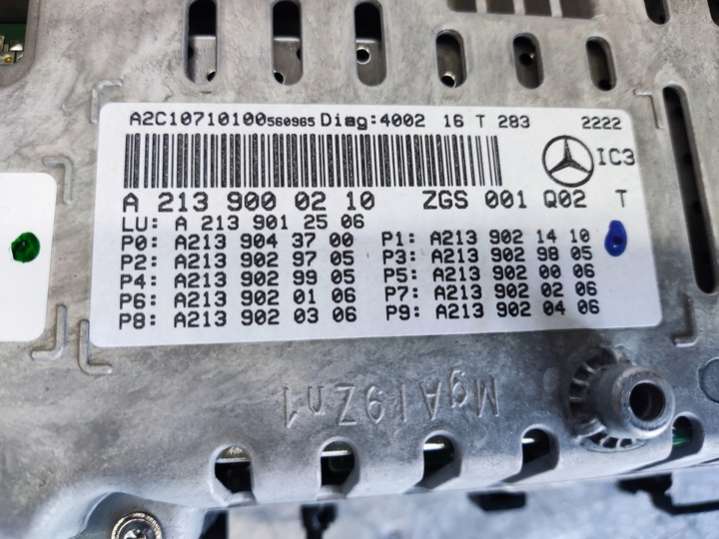 A2C10710100560965 Diag:4002 16 T 283 2222
IC3
A 213 900 02 10 ZGS 001 Q02 T
LU: A 213 901 25 06
P0: A213 904 37 00 P1: A213 902 14 10
P2: A213 902 97 05 P3: A213 902 98 05
P4: A213 902 99 05 P5: A213 902 00 06
P6: A213 902 01 06 P7: A213 902 02 06
P8: A213 902 03 06 P9: A213 902 04 06
MgAl9Zn1